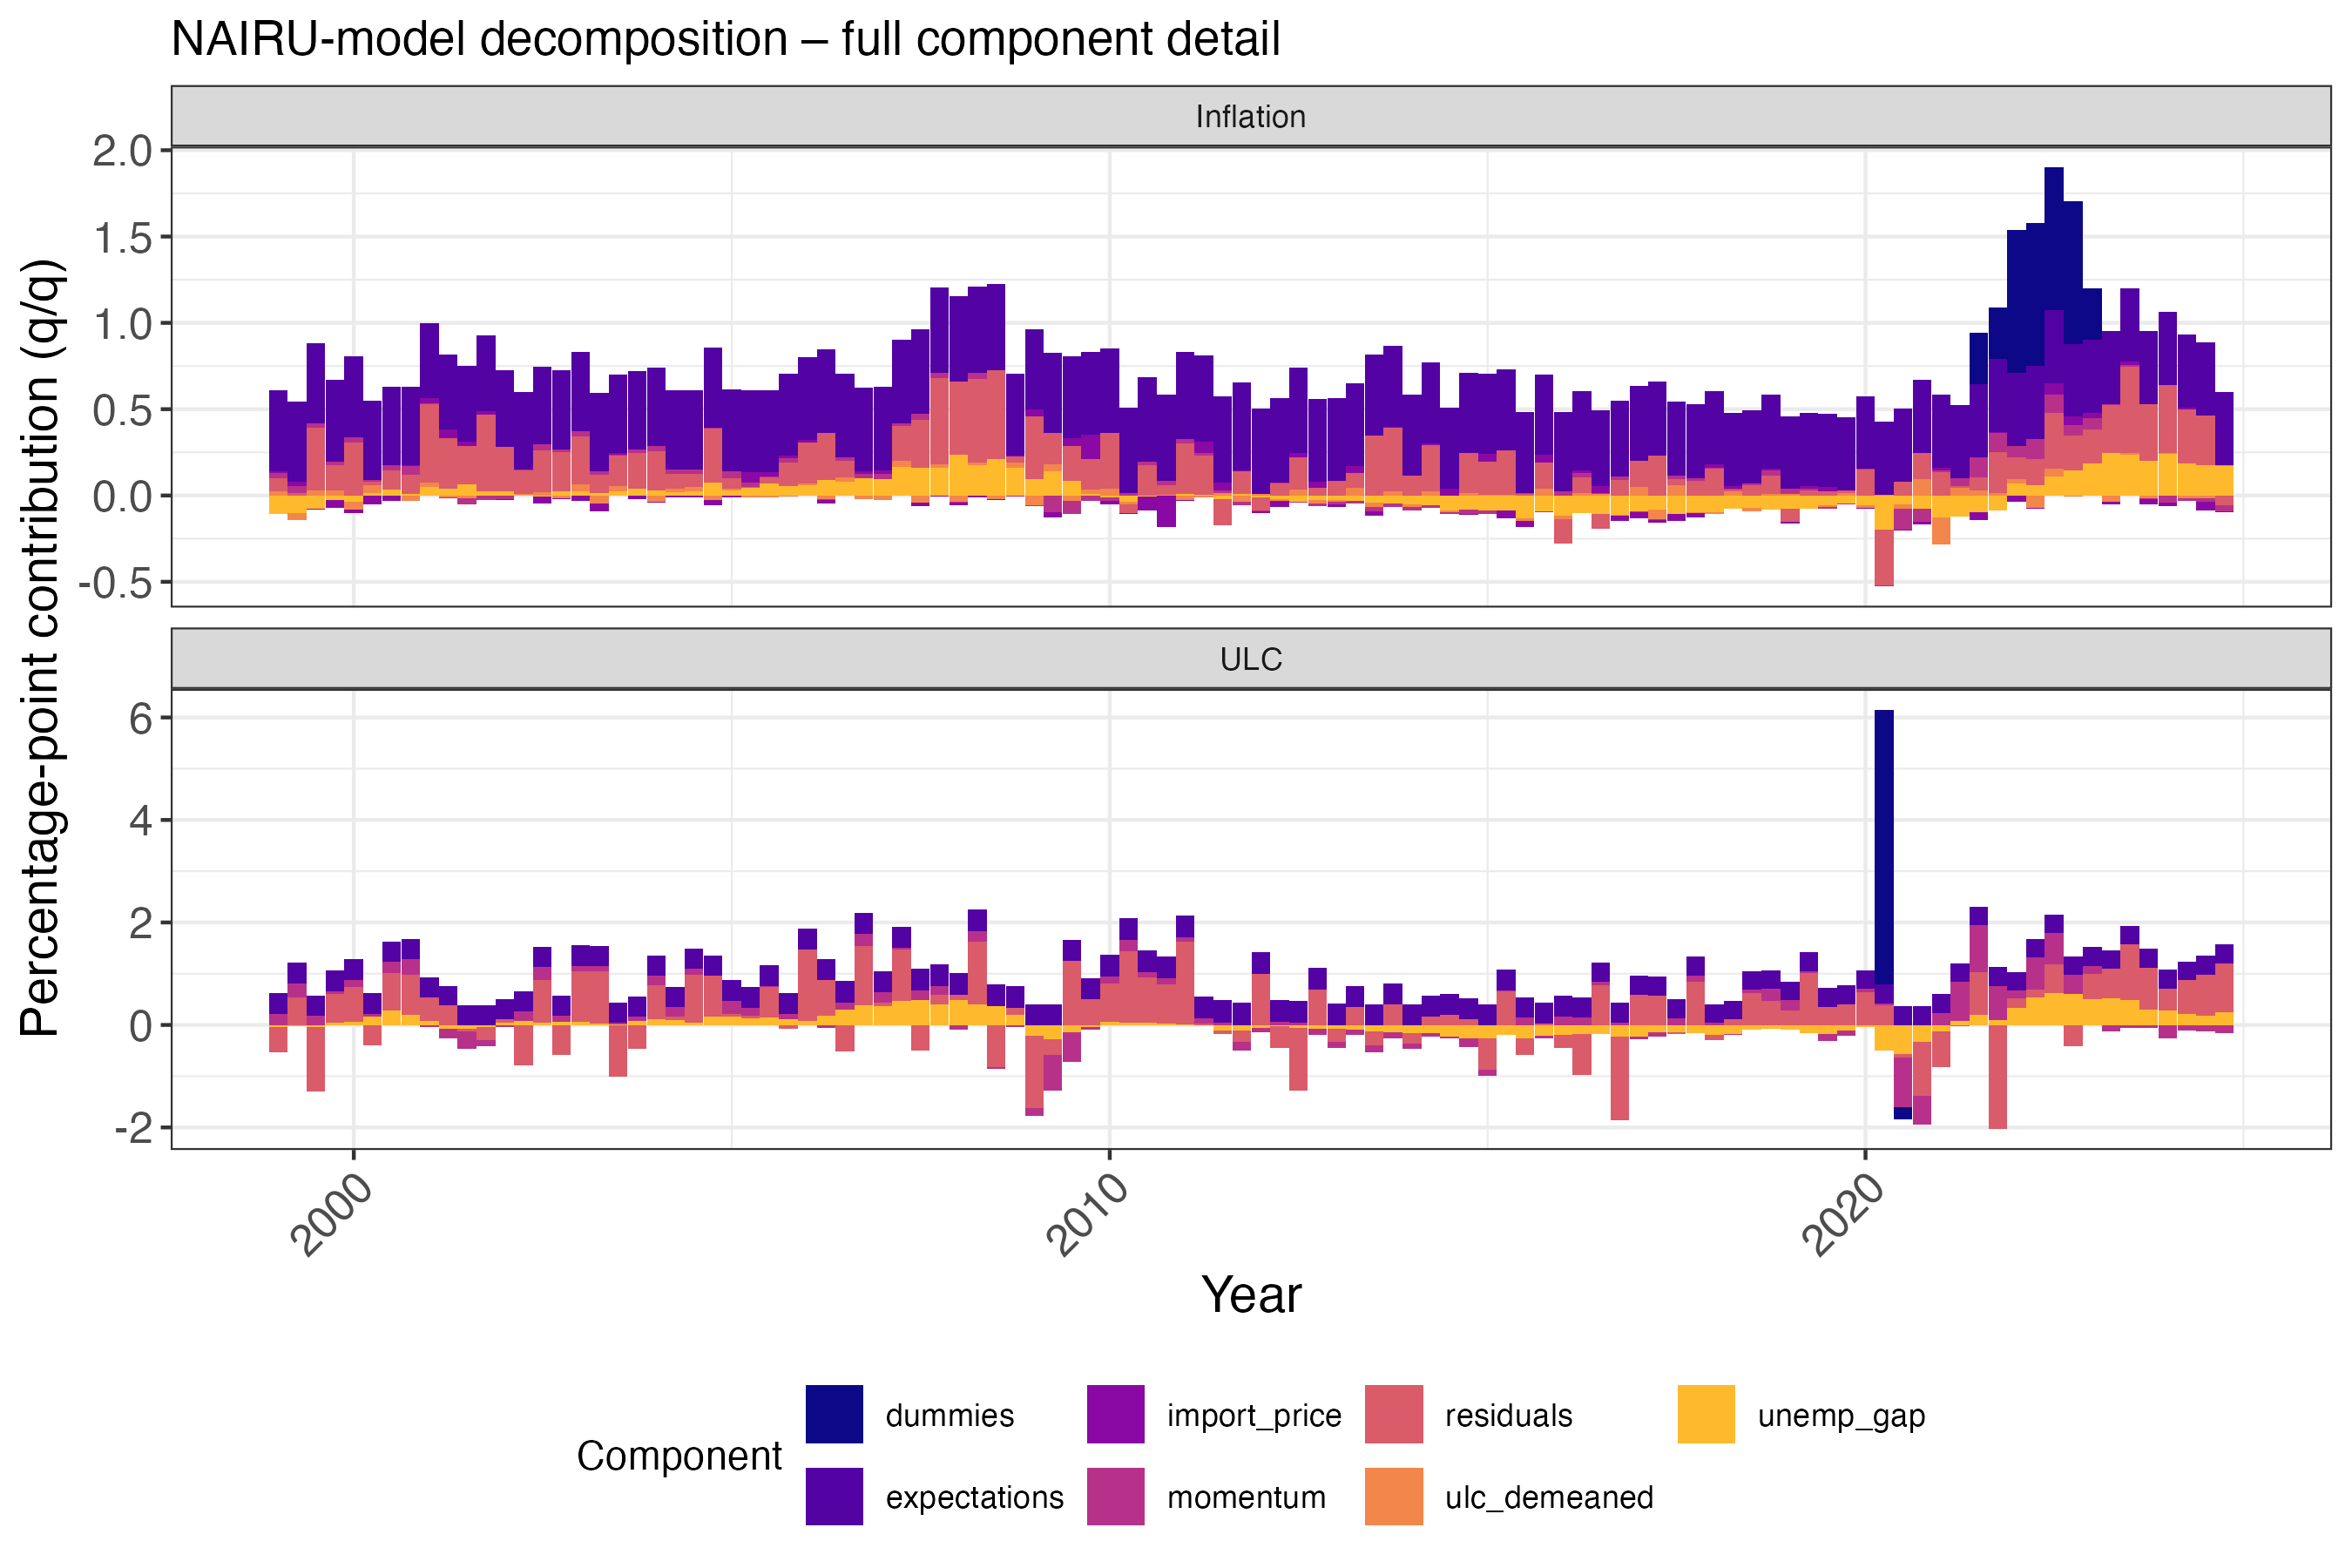 NAIRU-model decomposition – full component detail
Inflation
2.0
1.5
1.0
0.5
0.0
-0.5
Percentage-point contribution (q/q)
ULC
6
4
2
0
-2
2000 2010 2020
Year
Component
dummies import_price residuals unemp_gap
expectations momentum ulc_demeaned